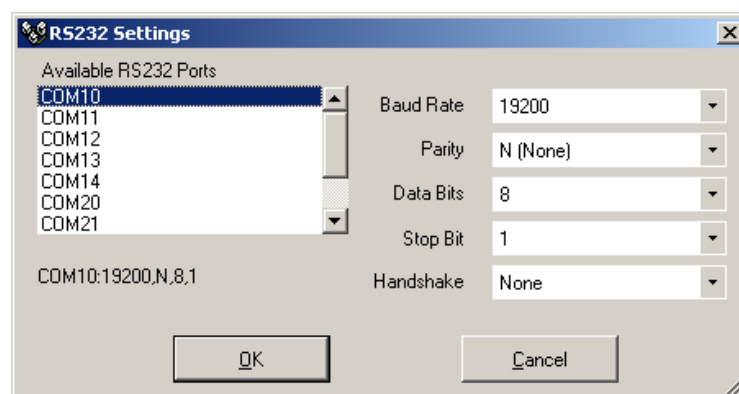 RS232 Settings
Available RS232 Ports
COM10
COM11
COM12
COM13
COM14
COM20
COM21
COM10:19200,N,8,1
Baud Rate 19200
Parity N (None)
Data Bits 8
Stop Bit 1
Handshake None
OK
Cancel